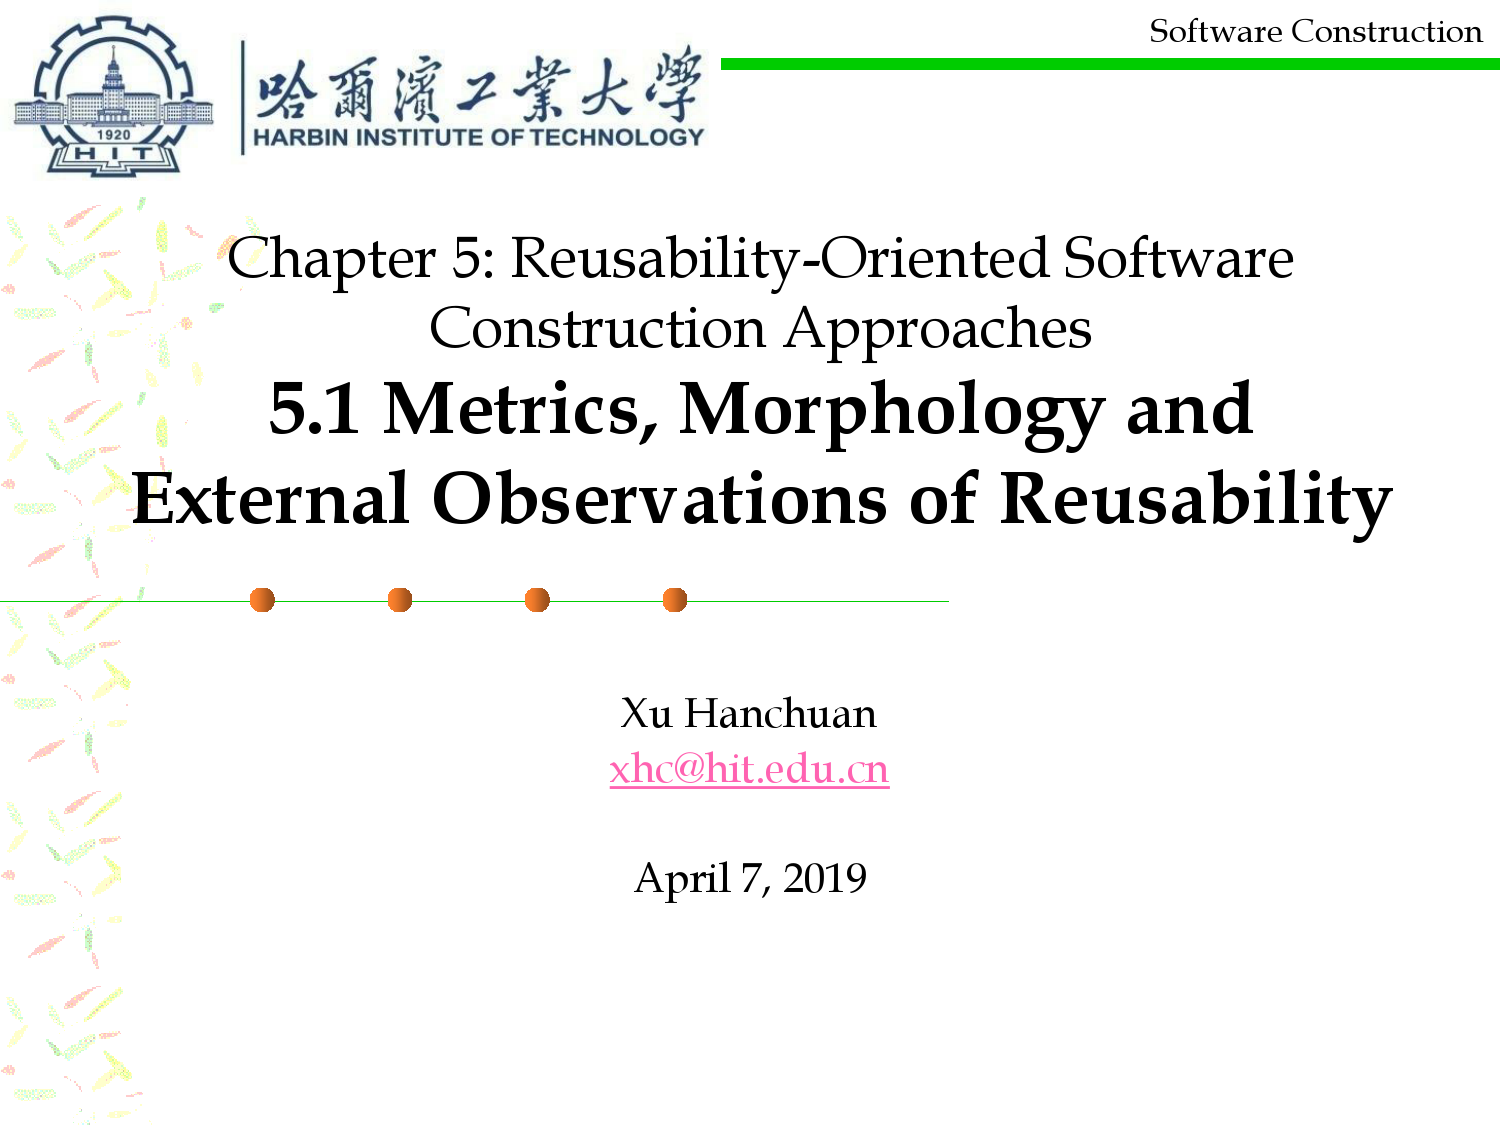 Software Construction
哈爾濱工業大學
HARBIN INSTITUTE OF TECHNOLOGY
1920
HIT
Chapter 5: Reusability-Oriented Software
Construction Approaches
5.1 Metrics, Morphology and
External Observations of Reusability
Xu Hanchuan
xhc@hit.edu.cn
April 7, 2019